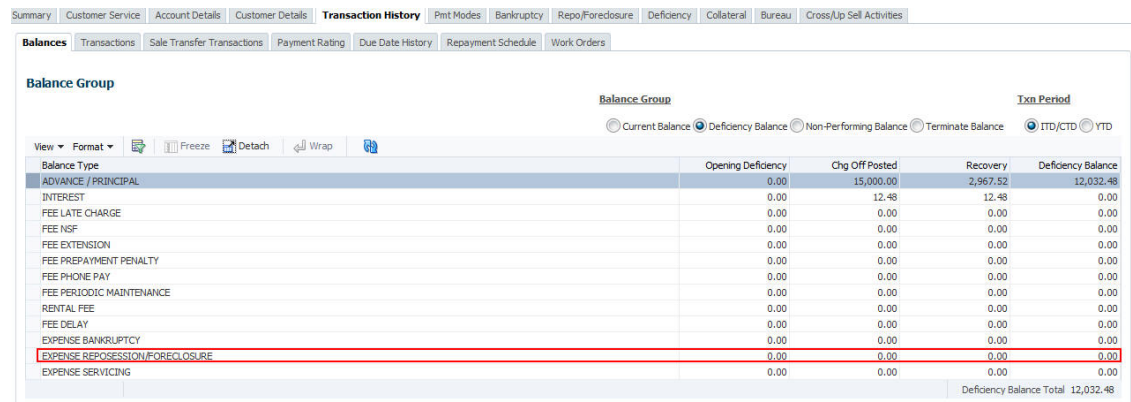 Summary Customer Service Account Details Customer Details Transaction History Pmt Modes Bankruptcy Repo/Foreclosure Deficiency Collateral Bureau Cross/Up Sell Activities
Balances Transactions Sale Transfer Transactions Payment Rating Due Date History Repayment Schedule Work Orders
Balance Group
Balance Group Txn Period
Current Balance Deficiency Balance Non-Performing Balance Terminate Balance ITD/CTD YTD
View Format Freeze Detach Wrap
Balance Type Opening Deficiency Chg Off Posted Recovery Deficiency Balance
ADVANCE / PRINCIPAL 0.00 15,000.00 2,967.52 12,032.48
INTEREST 0.00 12.48 12.48 0.00
FEE LATE CHARGE 0.00 0.00 0.00 0.00
FEE NSF 0.00 0.00 0.00 0.00
FEE EXTENSION 0.00 0.00 0.00 0.00
FEE PREPAYMENT PENALTY 0.00 0.00 0.00 0.00
FEE PHONE PAY 0.00 0.00 0.00 0.00
FEE PERIODIC MAINTENANCE 0.00 0.00 0.00 0.00
RENTAL FEE 0.00 0.00 0.00 0.00
FEE DELAY 0.00 0.00 0.00 0.00
EXPENSE BANKRUPTCY 0.00 0.00 0.00 0.00
EXPENSE REPOSESSION/FORECLOSURE 0.00 0.00 0.00 0.00
EXPENSE SERVICING 0.00 0.00 0.00 0.00
Deficiency Balance Total 12,032.48